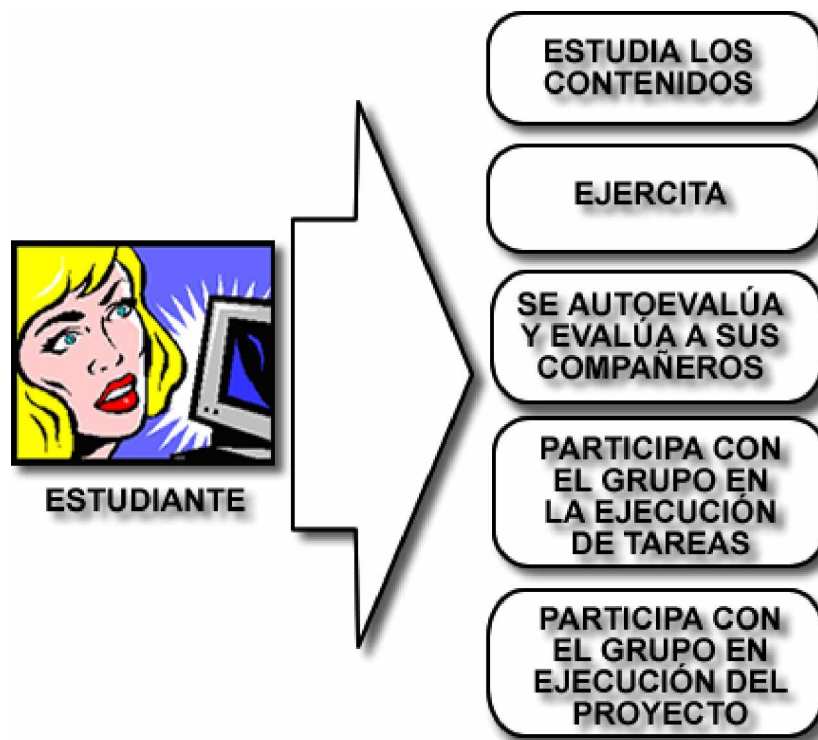 ESTUDIA LOS
CONTENIDOS
EJERCITA
SE AUTOEVALÚA
Y EVALÚA A SUS
COMPAÑEROS
PARTICIPA CON
EL GRUPO EN
LA EJECUCIÓN
DE TAREAS
PARTICIPA CON
EL GRUPO EN
EJECUCIÓN DEL
PROYECTO
ESTUDIANTE